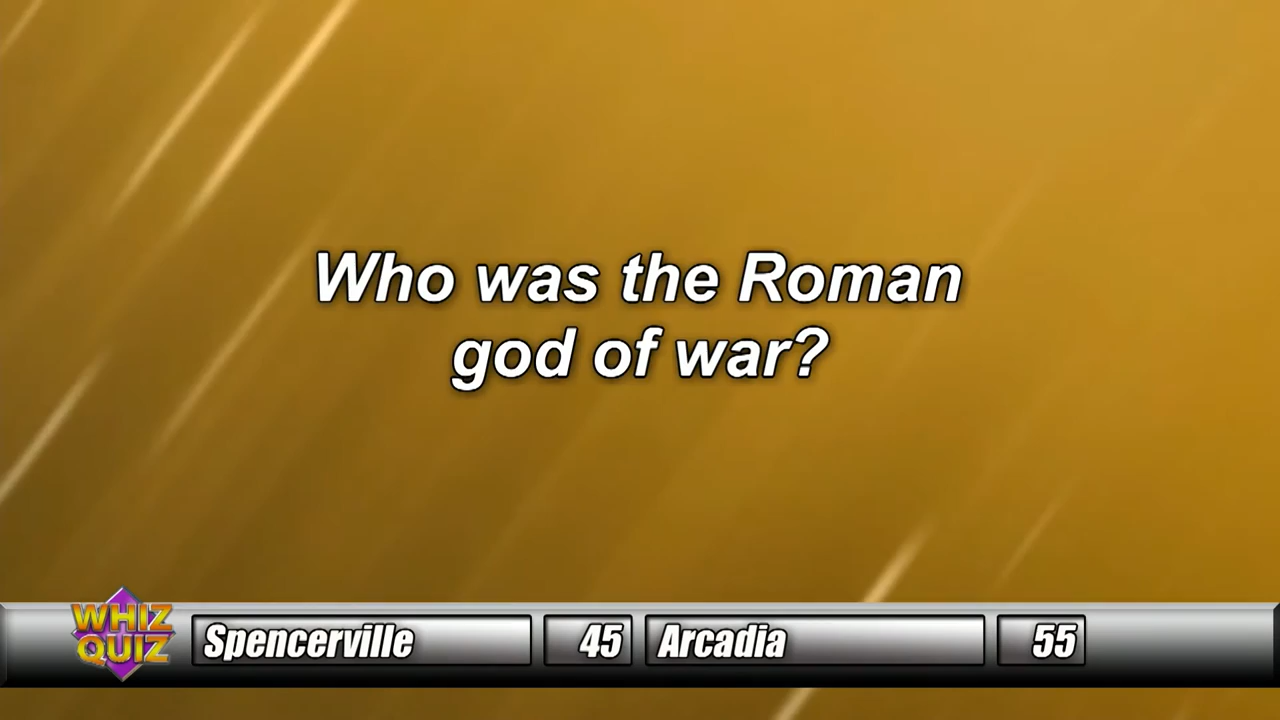 Who was the Roman
god of war?
WHIZ
QUIZ
Spencerville 45 Arcadia 55